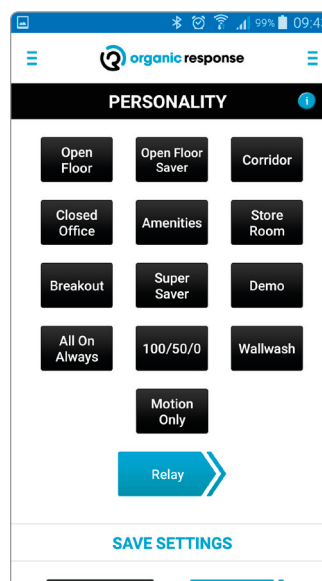 99% 09:4
organic response
PERSONALITY
i
Open
Floor
Open Floor
Saver
Corridor
Closed
Office
Amenities
Store
Room
Breakout
Super
Saver
Demo
All On
Always
100/50/0
Wallwash
Motion
Only
Relay
SAVE SETTINGS